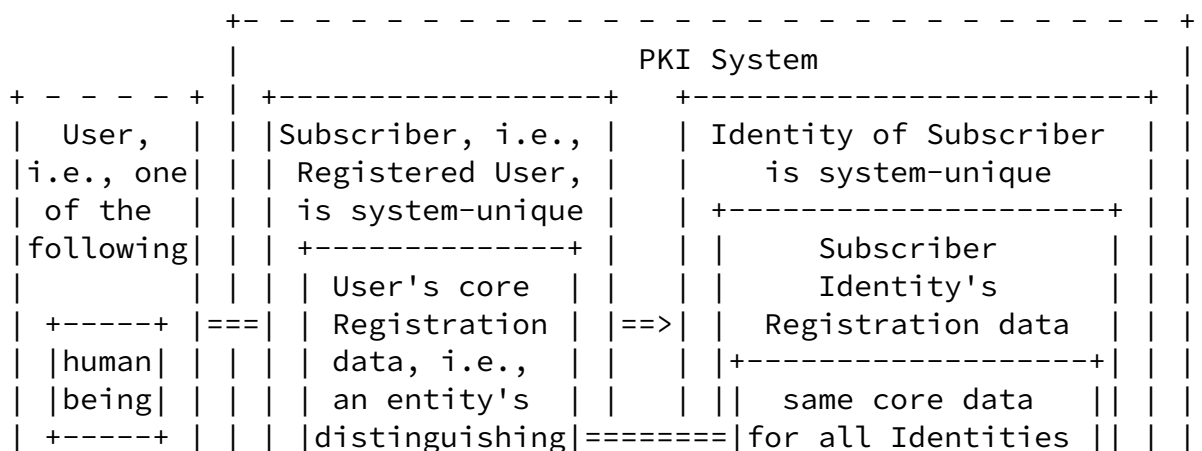 +- - - - - - - - - - - - - - - - - - - - - - - - - - +
|                      PKI System                    |
+ - - - - + | +------------------+   +-------------------------+ |
|  User,  | | |Subscriber, i.e., |   | Identity of Subscriber  | |
|i.e., one| | | Registered User, |   |    is system-unique     | |
| of the  | | | is system-unique |   | +---------------------+ | |
|following| | | +--------------+ |   | |     Subscriber      | | |
|         | | | | User's core  | |   | |     Identity's      | | |
| +-----+ |===| | Registration | |==>| |  Registration data  | | |
| |human| | | | | data, i.e.,  | |   | |+-------------------+| | |
| |being| | | | | an entity's  | |   | ||  same core data   || | |
| +-----+ | | | |distinguishing|========|for all Identities || | |